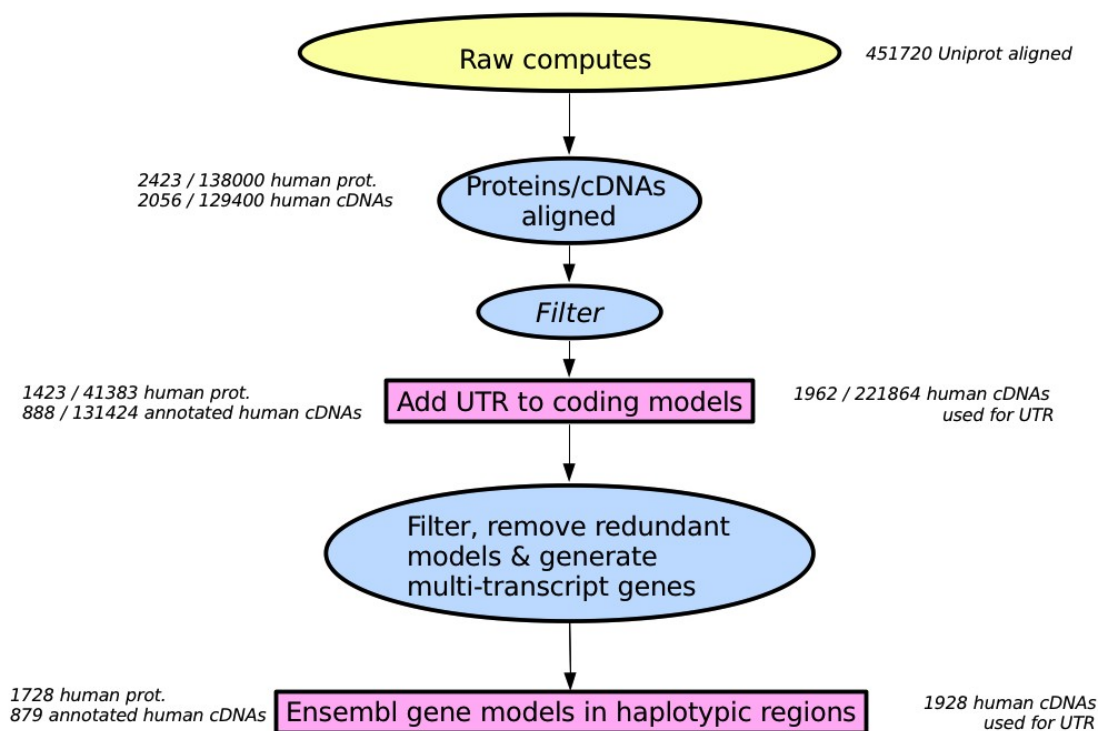 Raw computes
451720 Uniprot aligned
2423 / 138000 human prot.
2056 / 129400 human cDNAs
Proteins/cDNAs
aligned
Filter
1423 / 41383 human prot.
888 / 131424 annotated human cDNAs
Add UTR to coding models
1962 / 221864 human cDNAs
used for UTR
Filter, remove redundant
models & generate
multi-transcript genes
1728 human prot.
879 annotated human cDNAs
Ensembl gene models in haplotypic regions
1928 human cDNAs
used for UTR